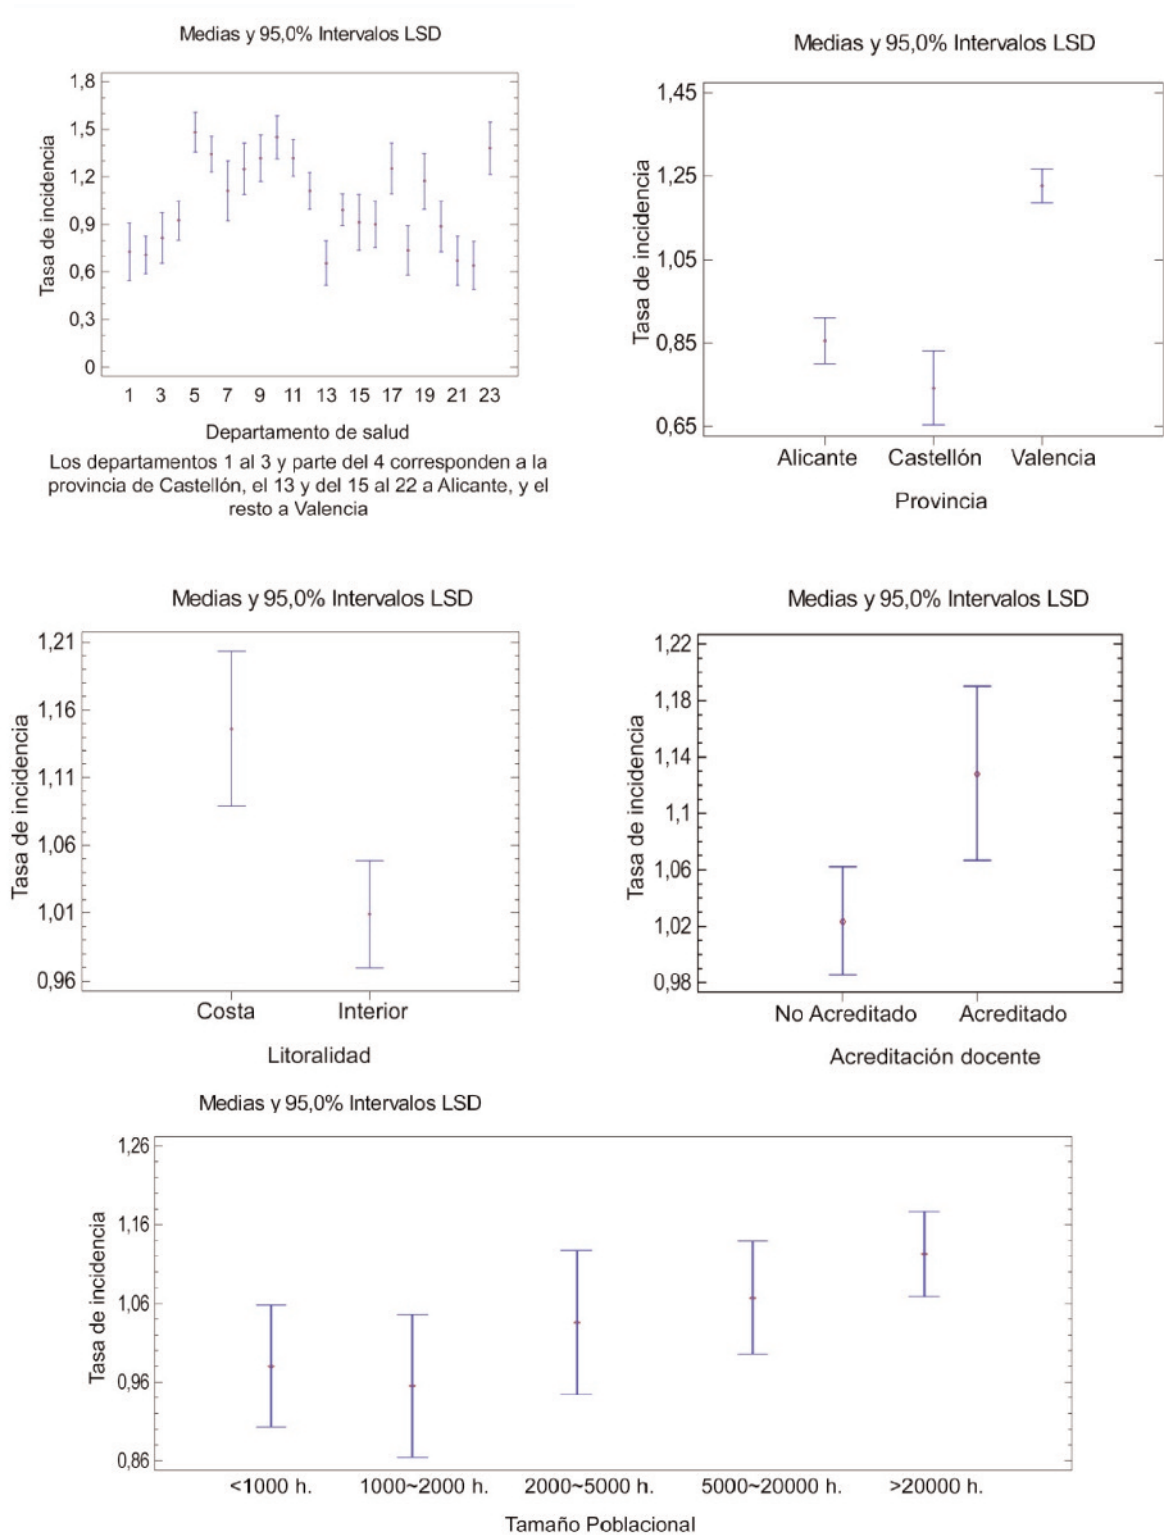 Medias y 95,0% Intervalos LSD
Tasa de incidencia
1,8
1,5
1,2
0,9
0,6
0,3
0
1 3 5 7 9 11 13 15 17 19 21 23
Departamento de salud
Los departamentos 1 al 3 y parte del 4 corresponden a la
provincia de Castellón, el 13 y del 15 al 22 a Alicante, y el
resto a Valencia
Medias y 95,0% Intervalos LSD
Tasa de incidencia
1,45
1,25
1,05
0,85
0,65
Alicante Castellón Valencia
Provincia
Medias y 95,0% Intervalos LSD
Tasa de incidencia
1,21
1,16
1,11
1,06
1,01
0,96
Costa Interior
Litoralidad
Medias y 95,0% Intervalos LSD
Tasa de incidencia
1,22
1,18
1,14
1,1
1,06
1,02
0,98
No Acreditado Acreditado
Acreditación docente
Medias y 95,0% Intervalos LSD
Tasa de incidencia
1,26
1,16
1,06
0,96
0,86
<1000 h. 1000~2000 h. 2000~5000 h. 5000~20000 h. >20000 h.
Tamaño Poblacional